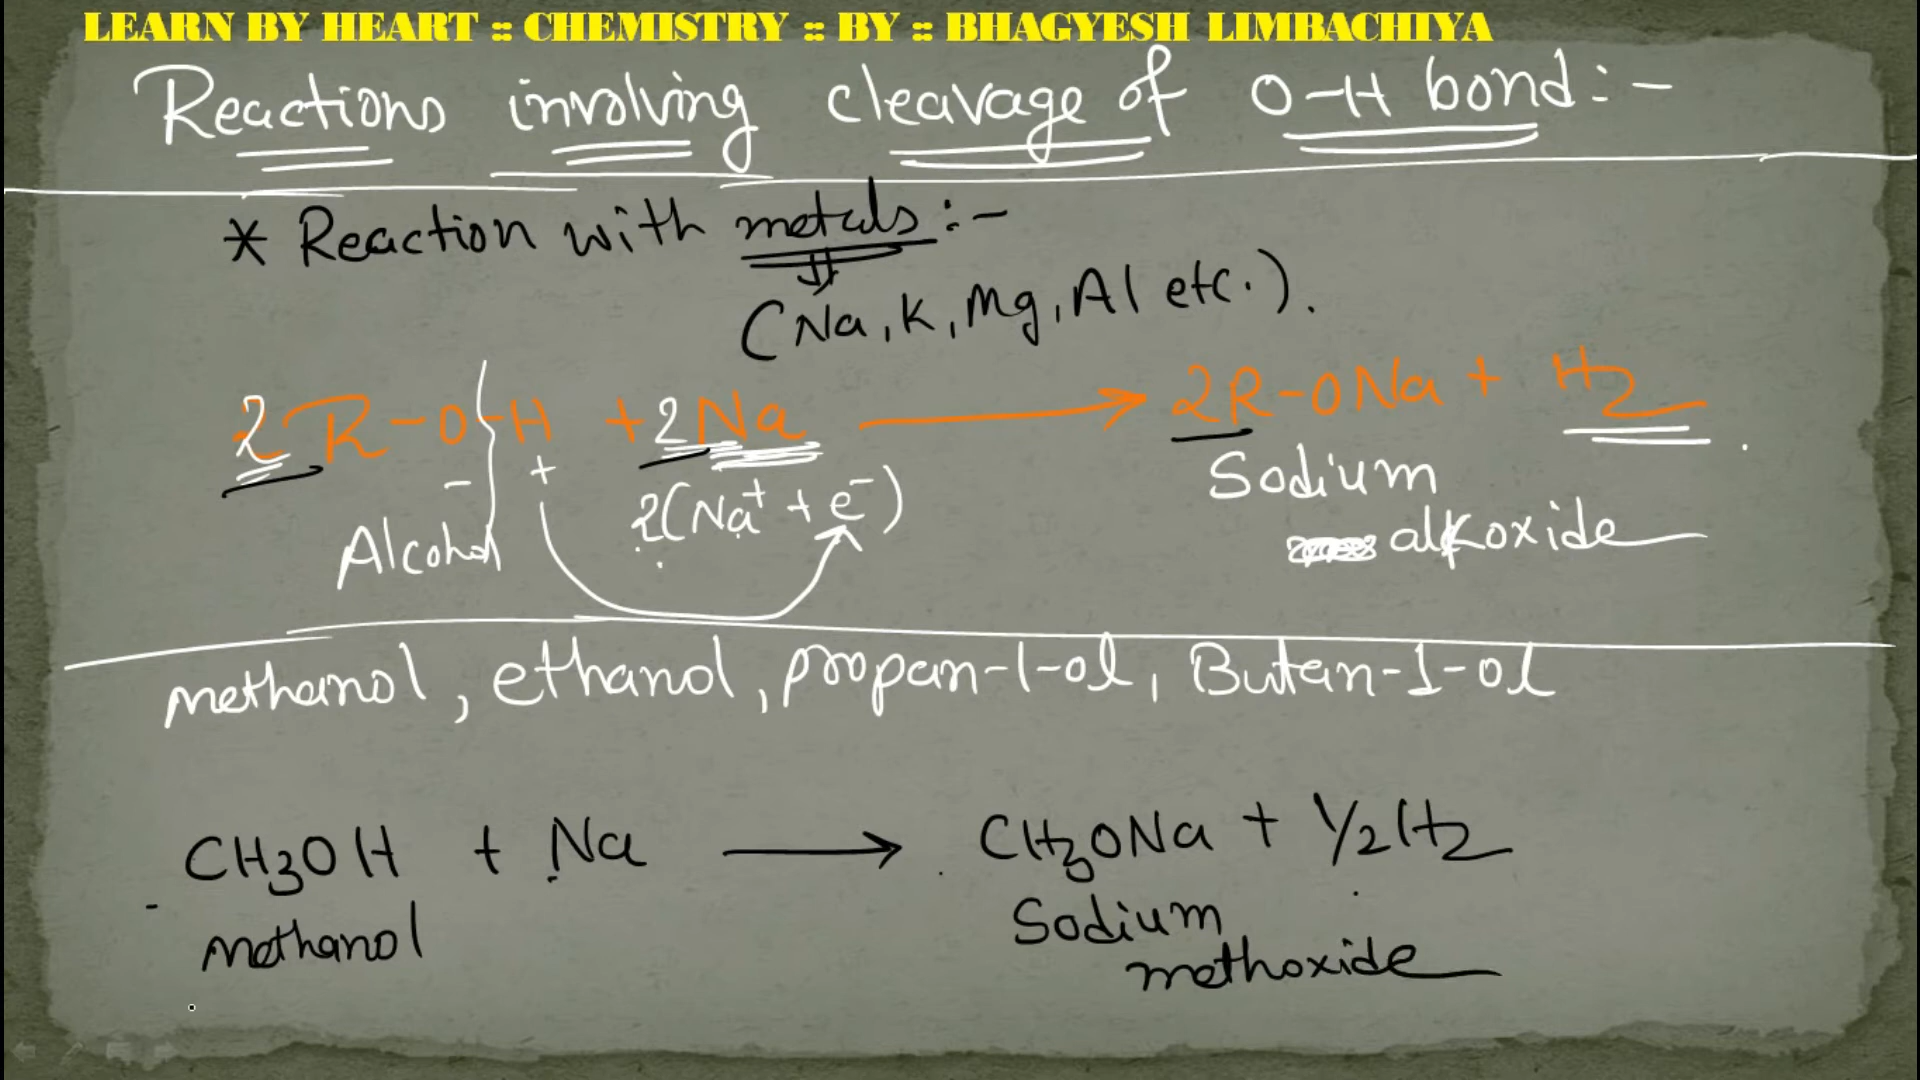 LEARN BY HEART :: CHEMISTRY :: BY :: BHAGYESH LIMBACHIYA
Reactions involving cleavage of O-H bond:-
* Reaction with metals:-
(Na, K, Mg, Al etc.).
2R-O-H + 2Na → 2R-ONa + H2
- +
2(Na+ + e-)
Alcohol
Sodium
alkoxide
methanol, ethanol, propan-1-ol, Butan-1-ol
CH3OH + Na → CH3ONa + 1/2H2
methanol
Sodium
methoxide